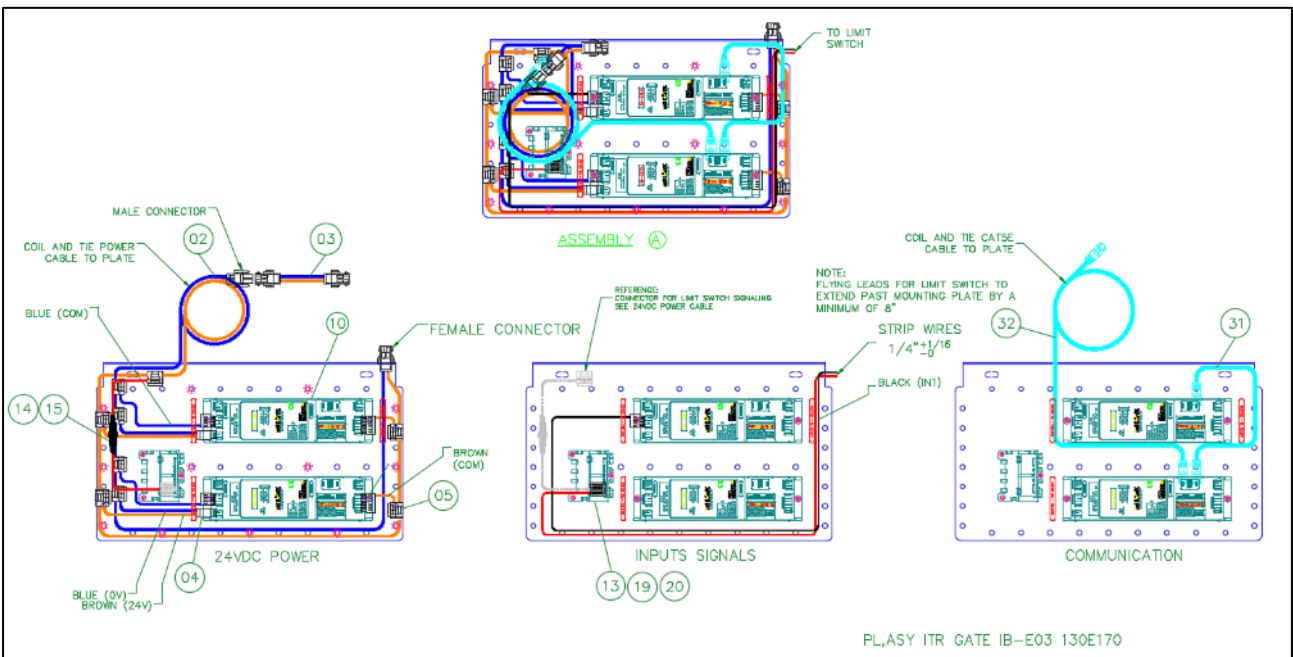 TO LIMIT
SWITCH
ASSEMBLY A
MALE CONNECTOR
02
03
COIL AND TIE POWER
CABLE TO PLATE
BLUE (COM)
10
FEMALE CONNECTOR
14
15
BROWN
(COM)
05
04
24VDC POWER
BLUE (0V)
BROWN (24V)
REFERENCE:
CONNECTOR FOR LIMIT SWITCH SIGNALING
SEE 24VDC POWER CABLE
NOTE:
FLYING LEADS FOR LIMIT SWITCH TO
EXTEND PAST MOUNTING PLATE BY A
MINIMUM OF 8"
STRIP WIRES
1/4"+1/16
-0
BLACK (IN1)
INPUTS SIGNALS
13
19
20
COIL AND TIE CAT5E
CABLE TO PLATE
32
31
COMMUNICATION
PL,ASY ITR GATE IB-E03 130E170